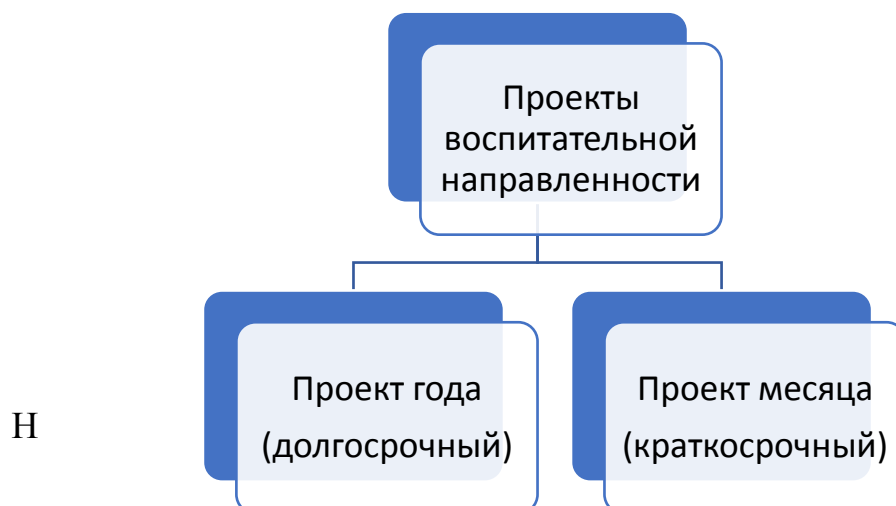 Проекты
воспитательной
направленности
Проект года
(долгосрочный)
Проект месяца
(краткосрочный)
Н